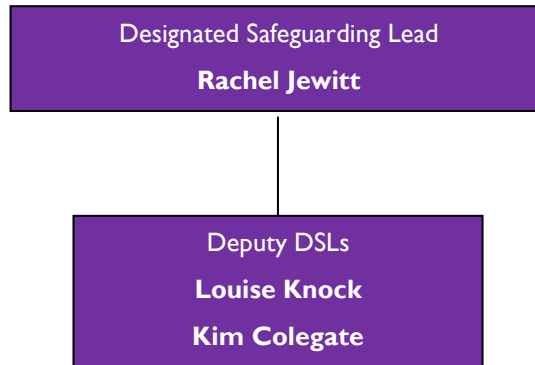 Designated Safeguarding Lead
Rachel Jewitt
Deputy DSLs
Louise Knock
Kim Colegate